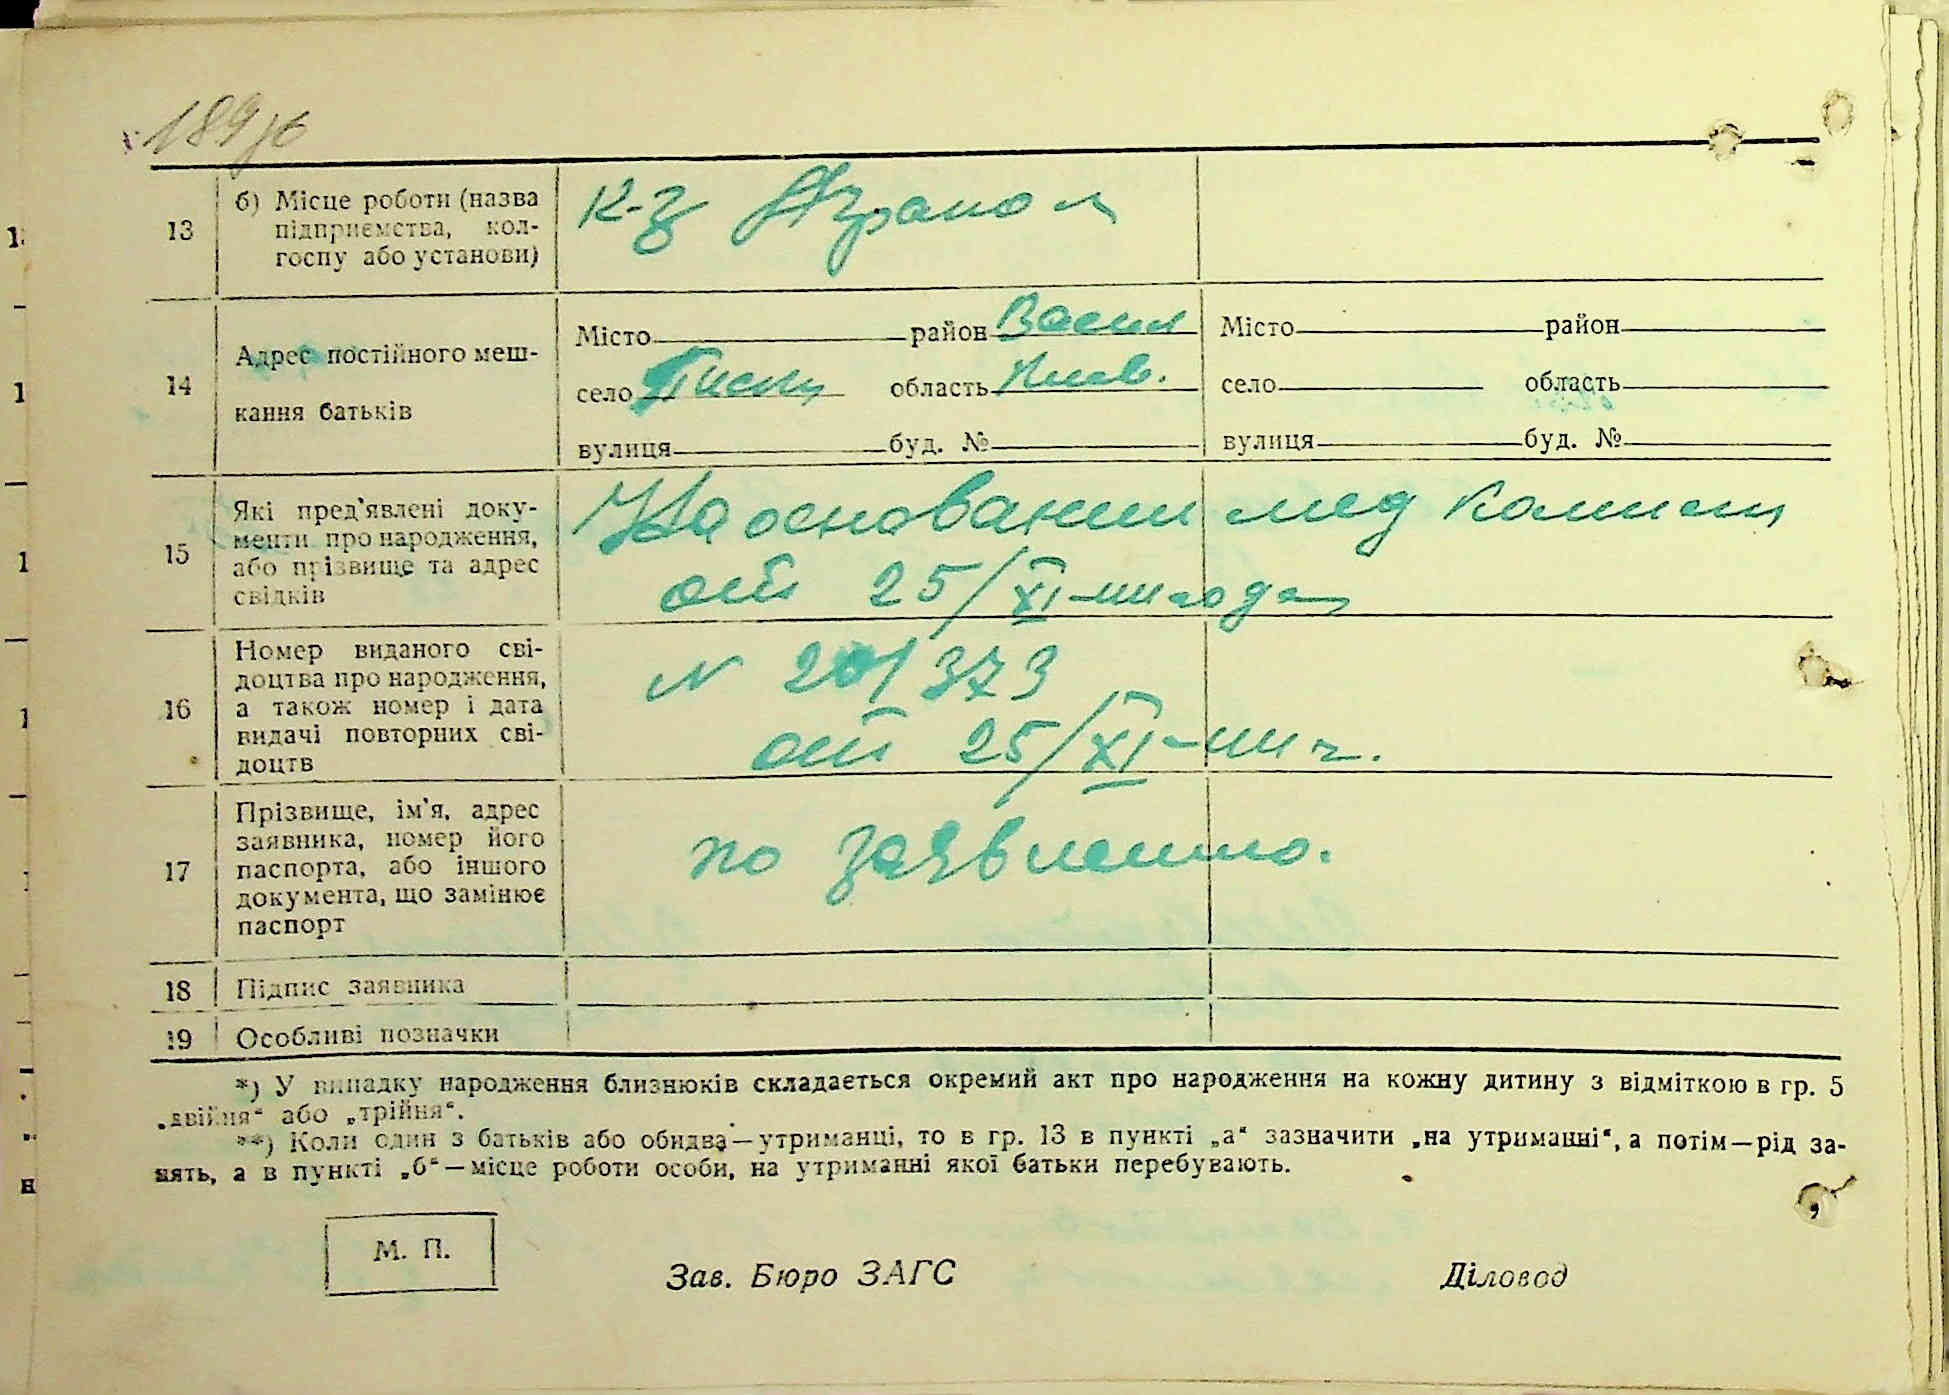 189
13
б) Місце роботи (назва
підприємства, кол-
госпу або установи)
к-з
14
Адрес постійного меш-
кання батьків
Місто район Васил
село область Киев.
вулиця буд. №
Місто район
село область
вулиця буд. №
15
Які пред'явлені доку-
менти про народження,
або прізвище та адрес
свідків
На основании мед комисии
от 25/XI года
16
Номер виданого сві-
доцтва про народження,
а також номер і дата
видачі повторних сві-
доцтв
N 201373
от 25/XI г.
17
Прізвище, ім'я, адрес
заявника, номер його
паспорта, або іншого
документа, що замінює
паспорт
по заявлению.
18 Підпис заявника
19 Особливі позначки
*) У випадку народження близнюків складається окремий акт про народження на кожну дитину з відміткою в гр. 5
„двійня“ або „трійня“.
**) Коли один з батьків або обидва—утриманці, то в гр. 13 в пункті „а“ зазначити „на утриманні“, а потім—рід за-
нять, а в пункті „б“—місце роботи особи, на утриманні якої батьки перебувають.
М. П.
Зав. Бюро ЗАГС
Діловод